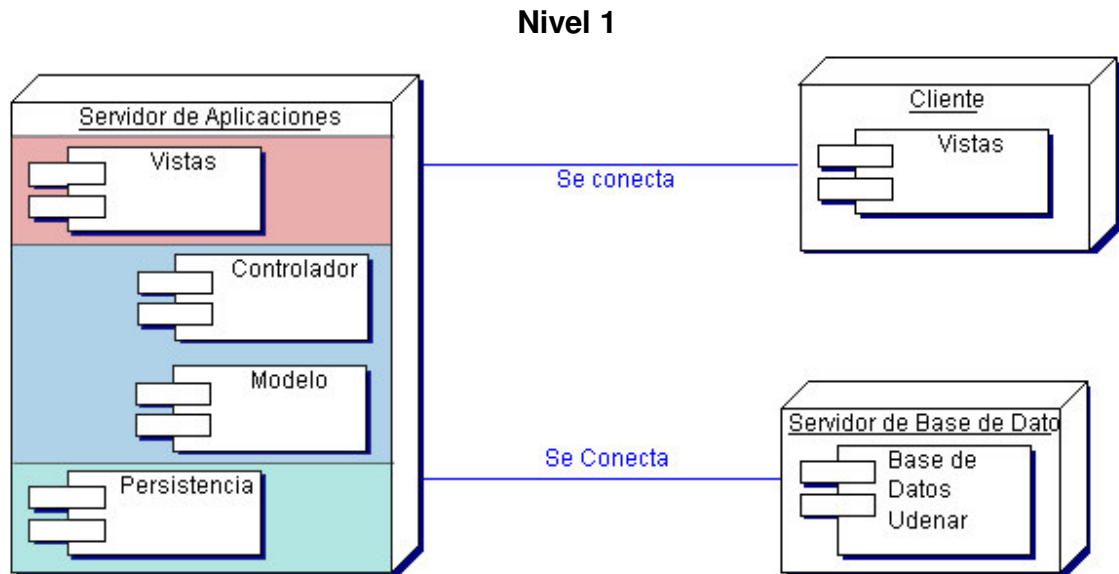 Nivel 1
Servidor de Aplicaciones
Vistas
Controlador
Modelo
Persistencia
Se conecta
Se Conecta
Cliente
Vistas
Servidor de Base de Dato
Base de
Datos
Udenar